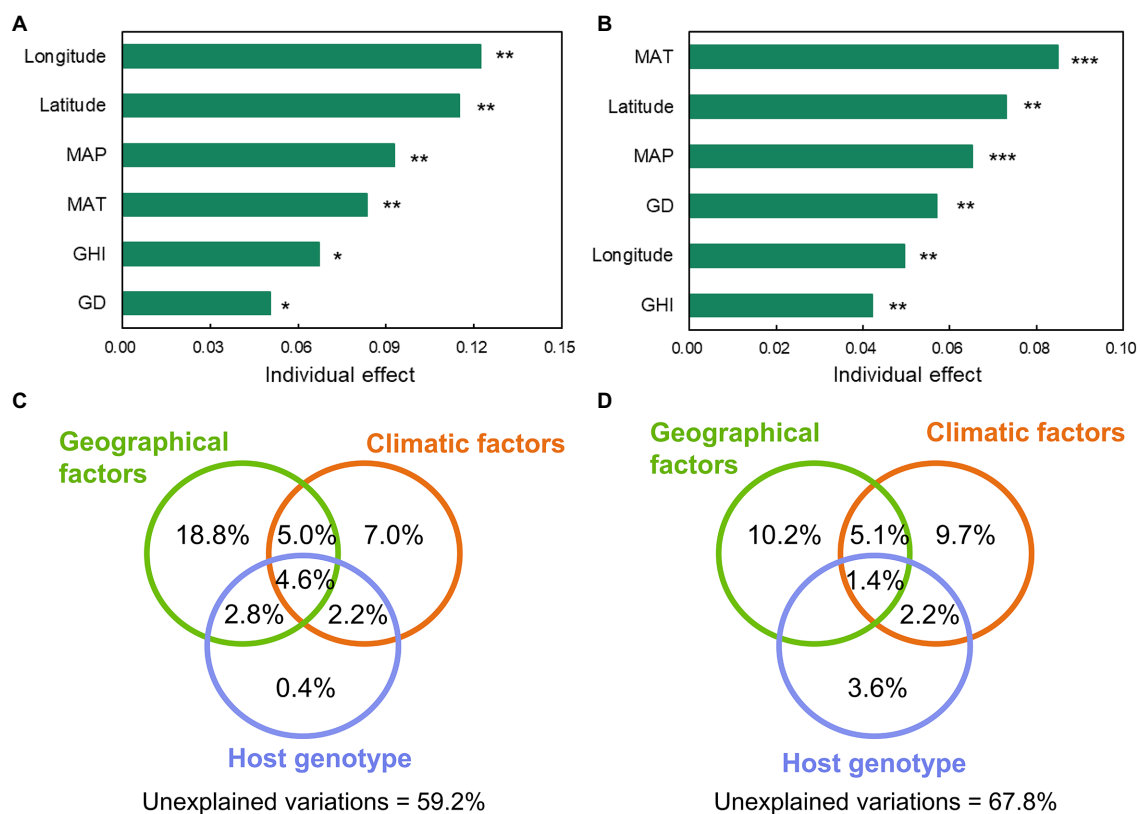 A
Longitude **
Latitude **
MAP **
MAT **
GHI *
GD *
0.00 0.03 0.06 0.09 0.12 0.15
Individual effect
B
MAT ***
Latitude **
MAP ***
GD **
Longitude **
GHI **
0.00 0.02 0.04 0.06 0.08 0.10
Individual effect
C
Geographical
factors
Climatic factors
18.8% 5.0% 7.0%
4.6%
2.8% 2.2%
0.4%
Host genotype
Unexplained variations = 59.2%
D
Geographical
factors
Climatic factors
10.2% 5.1% 9.7%
1.4%
2.2%
3.6%
Host genotype
Unexplained variations = 67.8%